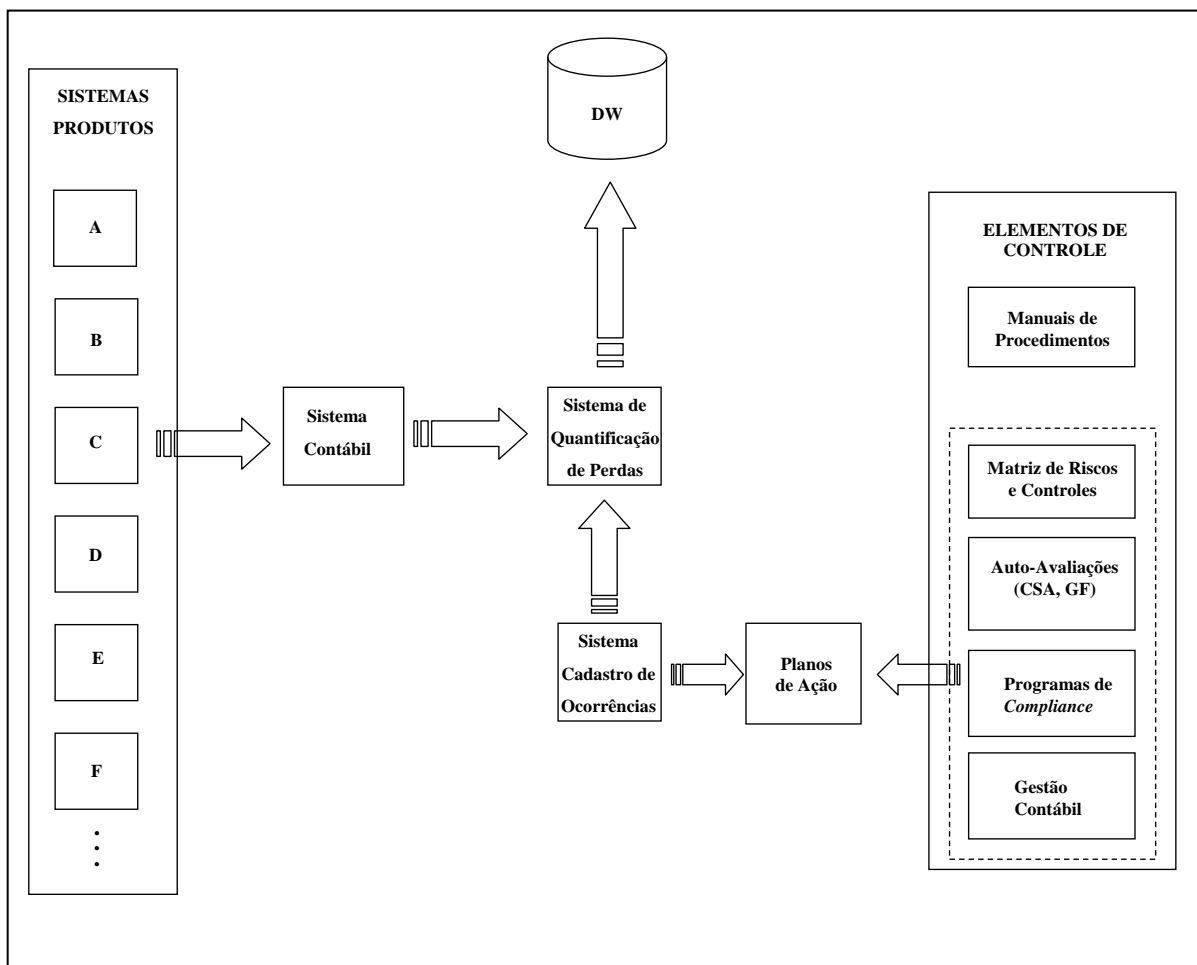 SISTEMAS
PRODUTOS
A
B
C
D
E
F
Sistema
Contábil
DW
Sistema de
Quantificação
de Perdas
Sistema
Cadastro de
Ocorrências
Planos
de Ação
ELEMENTOS DE
CONTROLE
Manuais de
Procedimentos
Matriz de Riscos
e Controles
Auto-Avaliações
(CSA, GF)
Programas de
Compliance
Gestão
Contábil